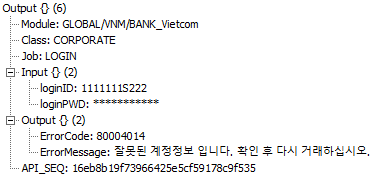 Output {} (6)
Module: GLOBAL/VNM/BANK_Vietcom
Class: CORPORATE
Job: LOGIN
Input {} (2)
loginID: 1111111S222
loginPWD: ***********
Output {} (2)
ErrorCode: 80004014
ErrorMessage: 잘못된 계정정보 입니다. 확인 후 다시 거래하십시오.
API_SEQ: 16eb8b19f73966425e5cf59178c9f535